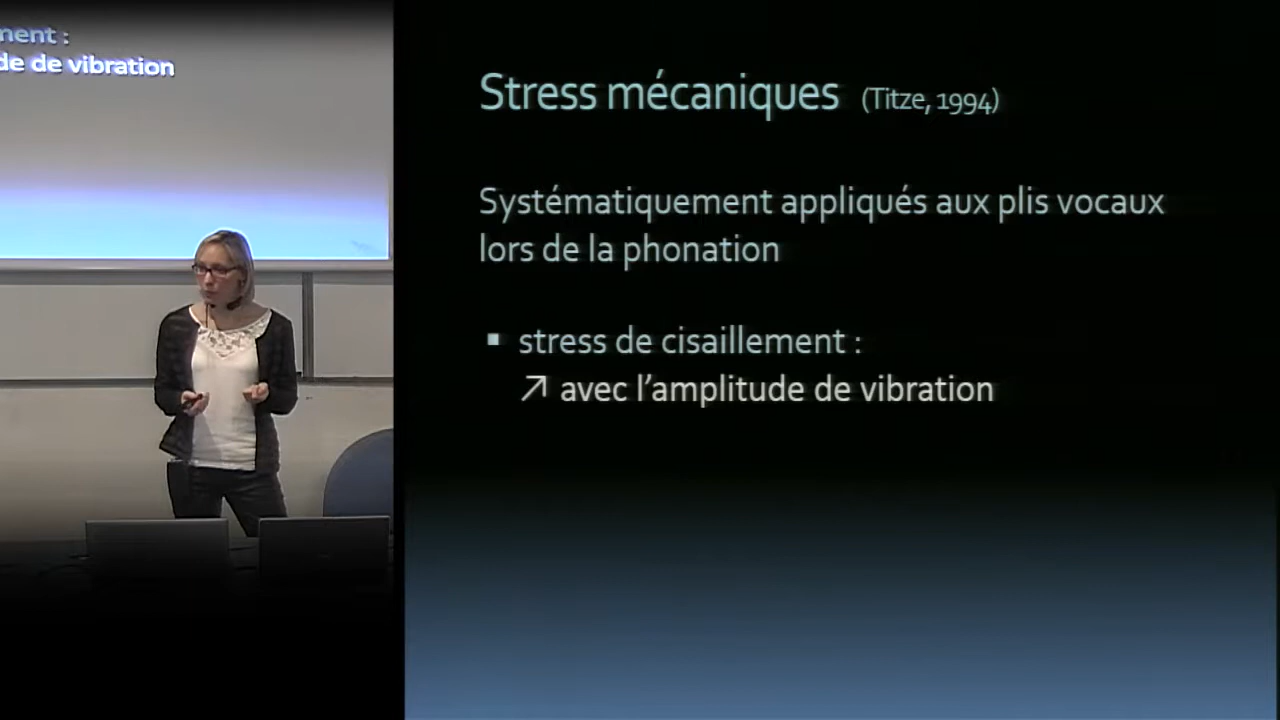 ment :
de de vibration
Stress mécaniques (Titze, 1994)
Systématiquement appliqués aux plis vocaux
lors de la phonation
▪ stress de cisaillement :
↗ avec l’amplitude de vibration